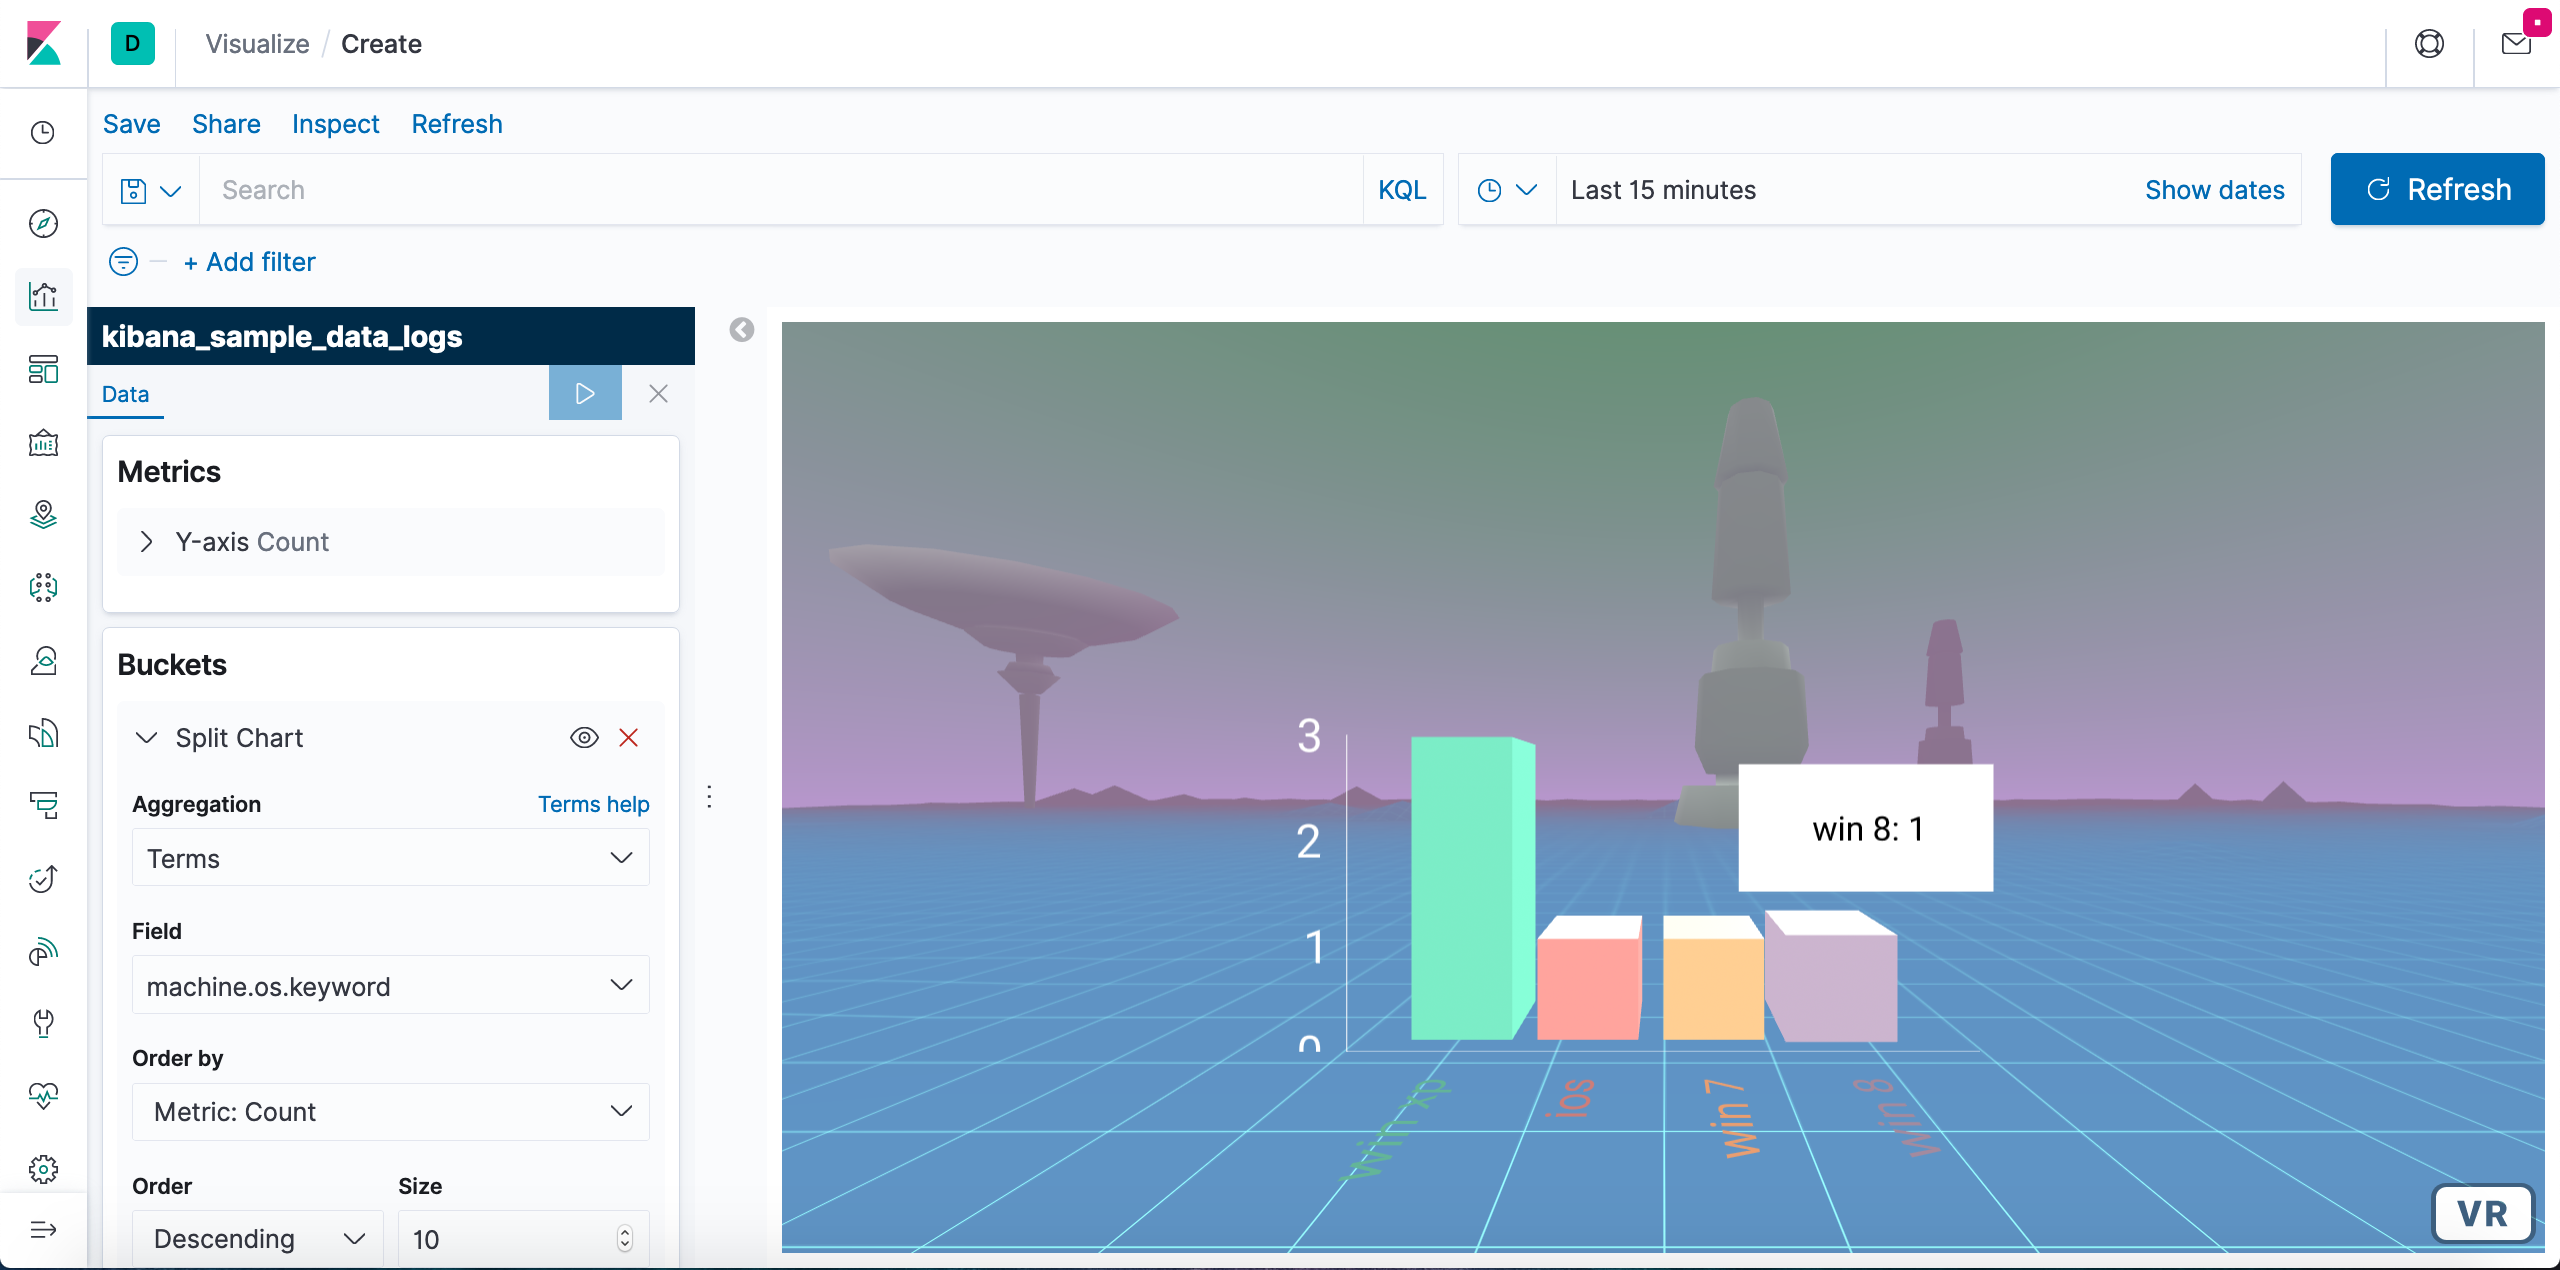 D Visualize / Create
Save Share Inspect Refresh
Search KQL Last 15 minutes Show dates Refresh
+ Add filter
kibana_sample_data_logs
Data
Metrics
Y-axis Count
Buckets
Split Chart
Aggregation Terms help
Terms
Field
machine.os.keyword
Order by
Metric: Count
Order Size
Descending 10
3
2
1
0
win 8: 1
win xp
ios
win 7
win 8
VR